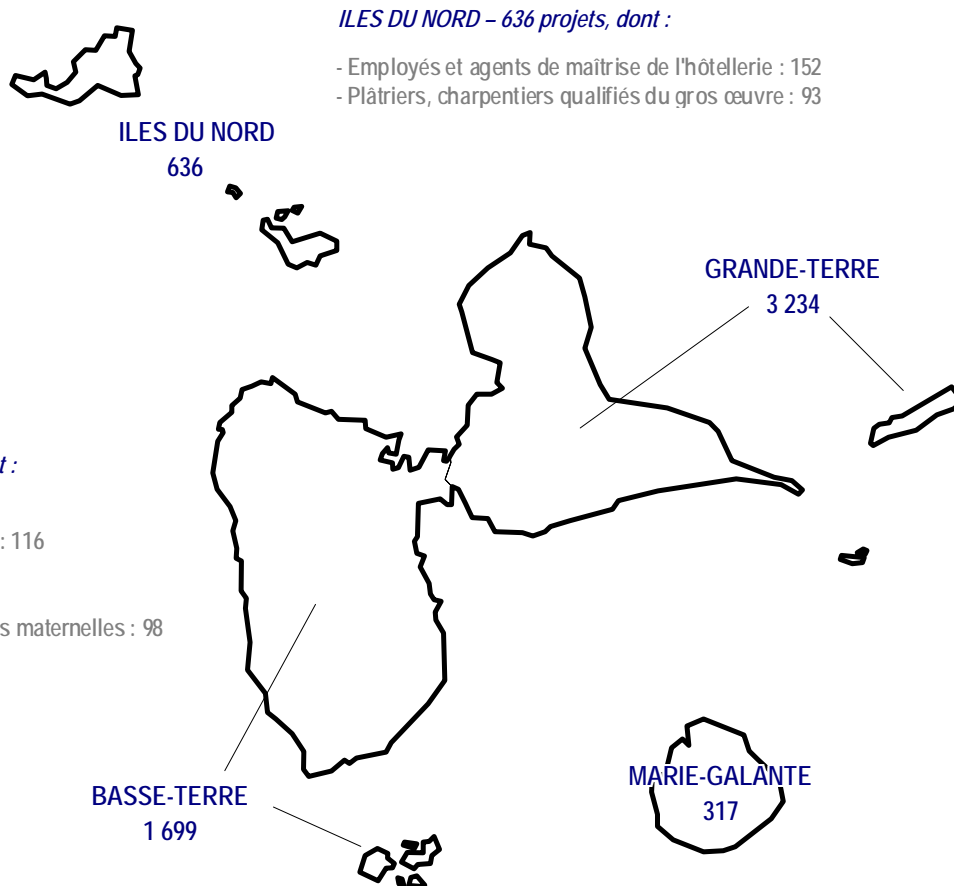 ILES DU NORD – 636 projets, dont :
- Employés et agents de maîtrise de l'hôtellerie : 152
- Plâtriers, charpentiers qualifiés du gros œuvre : 93
ILES DU NORD
636
GRANDE-TERRE
3 234
t :
: 116
s maternelles : 98
BASSE-TERRE
1 699
MARIE-GALANTE
317